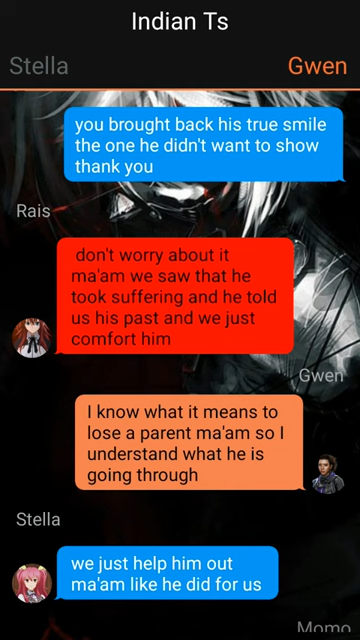 Indian Ts
Stella Gwen
you brought back his true smile
the one he didn't want to show
thank you
Rais
don't worry about it
ma'am we saw that he
took suffering and he told
us his past and we just
comfort him
Gwen
I know what it means to
lose a parent ma'am so I
understand what he is
going through
Stella
we just help him out
ma'am like he did for us
Momo